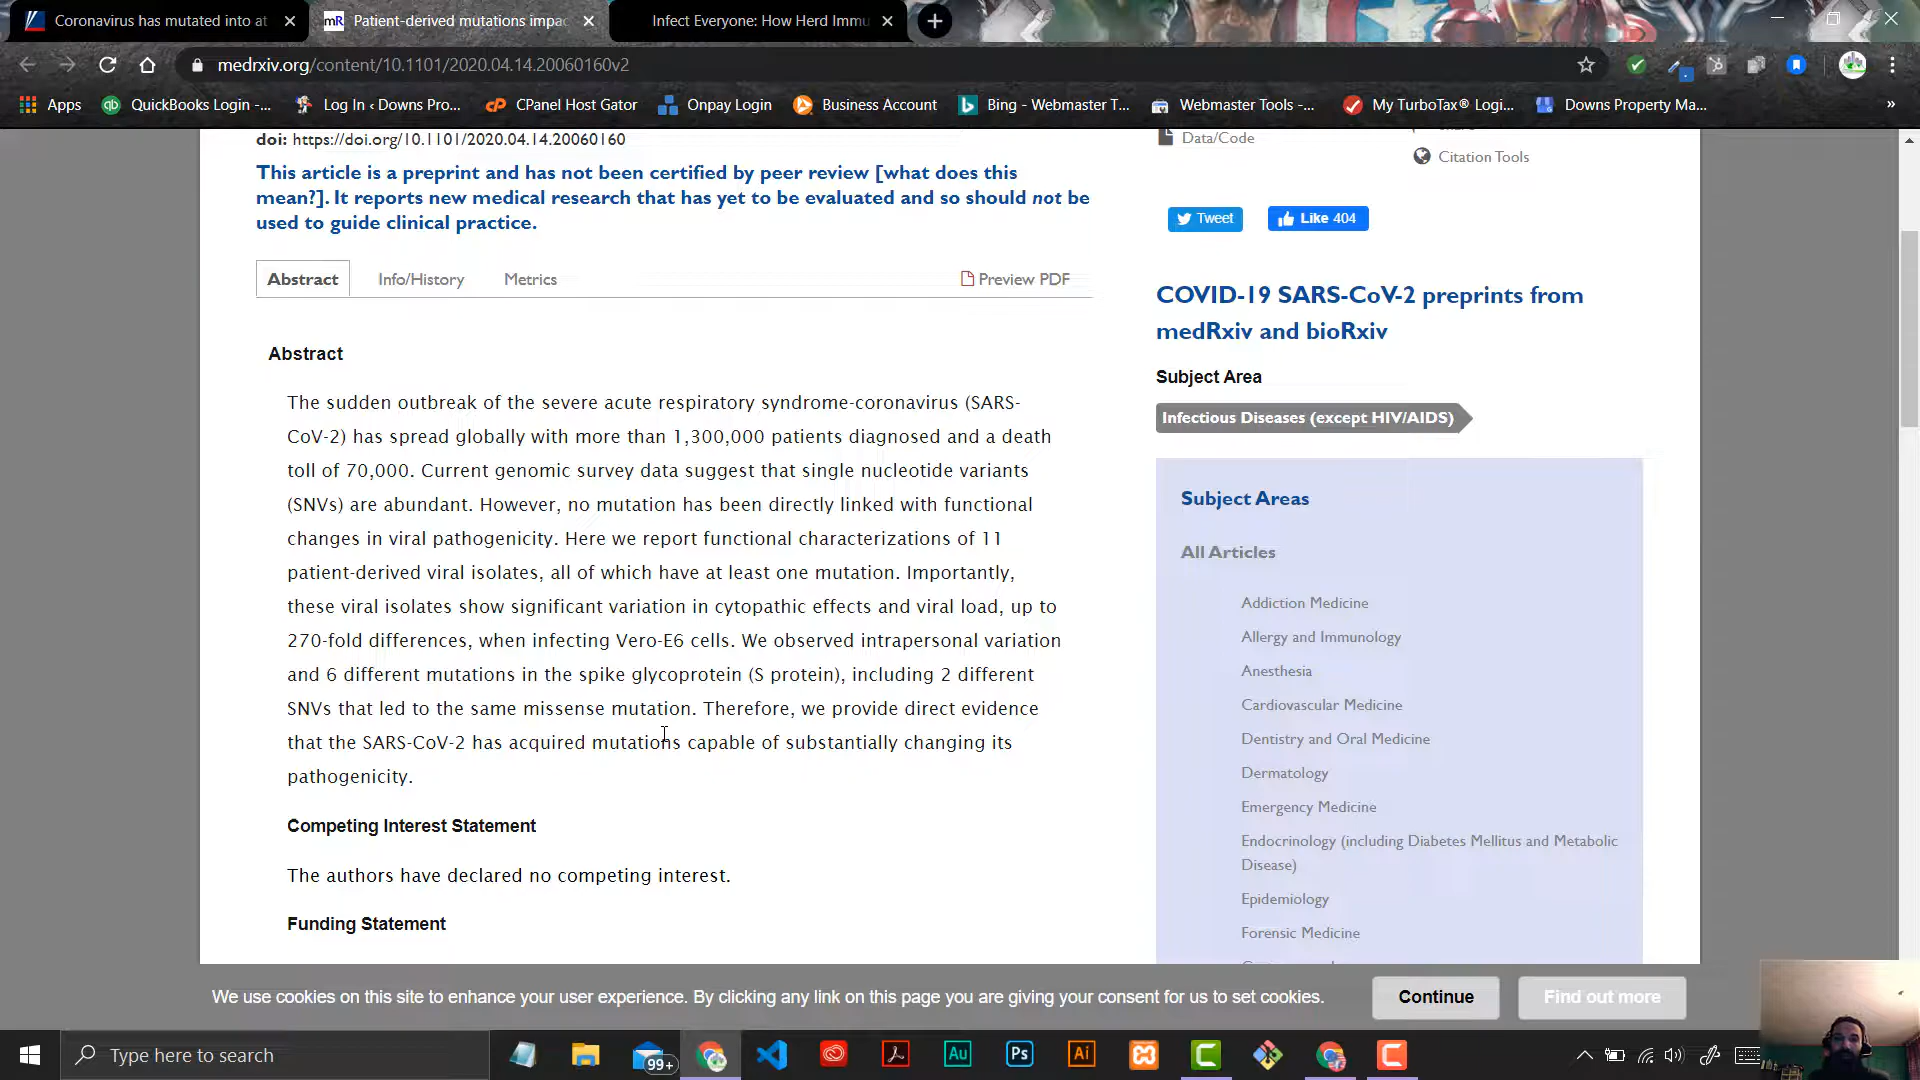 Coronavirus has mutated into at
Patient-derived mutations impac
Infect Everyone: How Herd Immu
medrxiv.org/content/10.1101/2020.04.14.20060160v2
Apps
QuickBooks Login -...
Log In ‹ Downs Pro...
CPanel Host Gator
Onpay Login
Business Account
Bing - Webmaster T...
Webmaster Tools -...
My TurboTax® Logi...
Downs Property Ma...
»
doi: https://doi.org/10.1101/2020.04.14.20060160
This article is a preprint and has not been certified by peer review [what does this
mean?]. It reports new medical research that has yet to be evaluated and so should not be
used to guide clinical practice.
Abstract
Info/History
Metrics
Preview PDF
Abstract
The sudden outbreak of the severe acute respiratory syndrome-coronavirus (SARS-
CoV-2) has spread globally with more than 1,300,000 patients diagnosed and a death
toll of 70,000. Current genomic survey data suggest that single nucleotide variants
(SNVs) are abundant. However, no mutation has been directly linked with functional
changes in viral pathogenicity. Here we report functional characterizations of 11
patient-derived viral isolates, all of which have at least one mutation. Importantly,
these viral isolates show significant variation in cytopathic effects and viral load, up to
270-fold differences, when infecting Vero-E6 cells. We observed intrapersonal variation
and 6 different mutations in the spike glycoprotein (S protein), including 2 different
SNVs that led to the same missense mutation. Therefore, we provide direct evidence
that the SARS-CoV-2 has acquired mutations capable of substantially changing its
pathogenicity.
Competing Interest Statement
The authors have declared no competing interest.
Funding Statement
Data/Code
Citation Tools
Tweet
Like 404
COVID-19 SARS-CoV-2 preprints from
medRxiv and bioRxiv
Subject Area
Infectious Diseases (except HIV/AIDS)
Subject Areas
All Articles
Addiction Medicine
Allergy and Immunology
Anesthesia
Cardiovascular Medicine
Dentistry and Oral Medicine
Dermatology
Emergency Medicine
Endocrinology (including Diabetes Mellitus and Metabolic
Disease)
Epidemiology
Forensic Medicine
We use cookies on this site to enhance your user experience. By clicking any link on this page you are giving your consent for us to set cookies.
Continue
Find out more
Type here to search
99+
Au
Ps
Ai